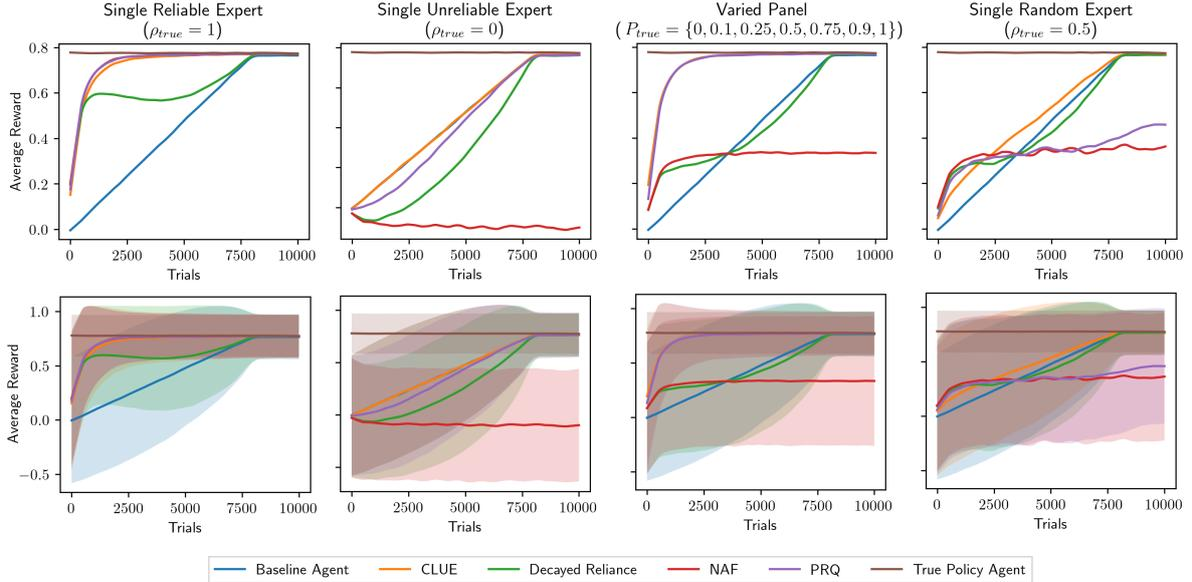 Single Reliable Expert
(ρ_true = 1)
Single Unreliable Expert
(ρ_true = 0)
Varied Panel
( P_true = {0, 0.1, 0.25, 0.5, 0.75, 0.9, 1})
Single Random Expert
(ρ_true = 0.5)
Average Reward
0.8
0.6
0.4
0.2
0.0
0 2500 5000 7500 10000
Trials
0 2500 5000 7500 10000
Trials
0 2500 5000 7500 10000
Trials
0 2500 5000 7500 10000
Trials
Average Reward
1.0
0.5
0.0
−0.5
0 2500 5000 7500 10000
Trials
0 2500 5000 7500 10000
Trials
0 2500 5000 7500 10000
Trials
0 2500 5000 7500 10000
Trials
Baseline Agent CLUE Decayed Reliance NAF PRQ True Policy Agent